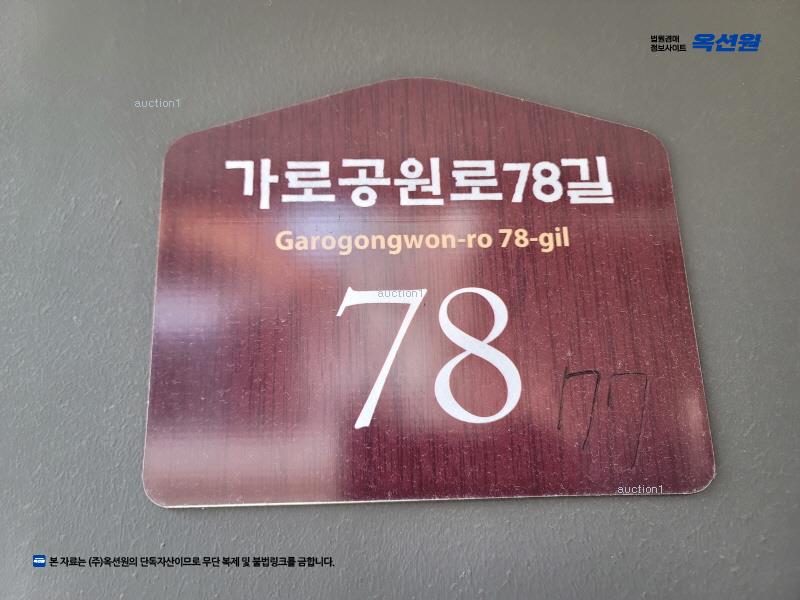 법원경매
정보사이트 옥션원
auction1
가로공원로78길
Garogongwon-ro 78-gil
auction1
78
77
auction1
본 자료는 (주)옥션원의 단독자산이므로 무단 복제 및 불법링크를 금합니다.